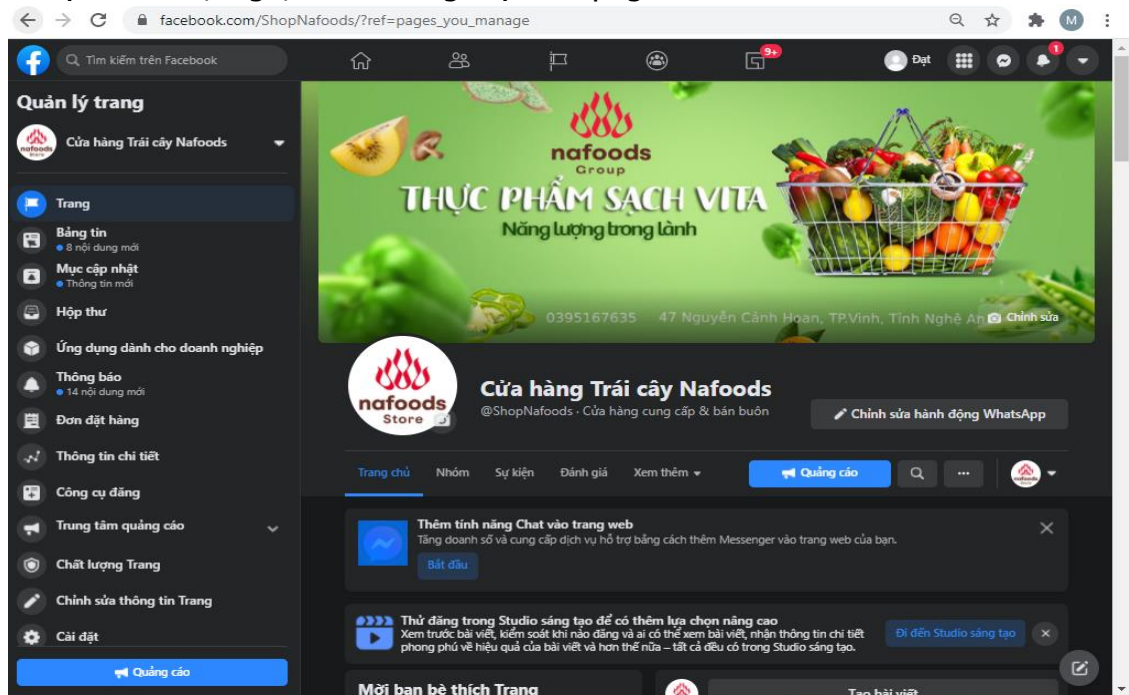 facebook.com/ShopNafoods/?ref=pages_you_manage
M
Tìm kiếm trên Facebook
9+
Đạt
1
Quản lý trang
Cửa hàng Trái cây Nafoods
Trang
Bảng tin
8 nội dung mới
Mục cập nhật
Thông tin mới
Hộp thư
Ứng dụng dành cho doanh nghiệp
Thông báo
14 nội dung mới
Đơn đặt hàng
Thông tin chi tiết
Công cụ đăng
Trung tâm quảng cáo
Chất lượng Trang
Chỉnh sửa thông tin Trang
Cài đặt
Quảng cáo
nafoods
Group
THỰC PHẨM SẠCH VITA
Năng lượng trong lành
0395167635 47 Nguyễn Cảnh Hoan, TP.Vinh, Tỉnh Nghệ An
Chỉnh sửa
nafoods
Store
Cửa hàng Trái cây Nafoods
@ShopNafoods · Cửa hàng cung cấp & bán buôn
Chỉnh sửa hành động WhatsApp
Trang chủ Nhóm Sự kiện Đánh giá Xem thêm
Quảng cáo
Thêm tính năng Chat vào trang web
Tăng doanh số và cung cấp dịch vụ hỗ trợ bằng cách thêm Messenger vào trang web của bạn.
Bắt đầu
Thử đăng trong Studio sáng tạo để có thêm lựa chọn nâng cao
Xem trước bài viết, kiểm soát khi nào đăng và ai có thể xem bài viết, nhận thông tin chi tiết
phong phú về hiệu quả của bài viết và hơn thế nữa – tất cả đều có trong Studio sáng tạo.
Đi đến Studio sáng tạo
Mời bạn bè thích Trang
Tạo bài viết